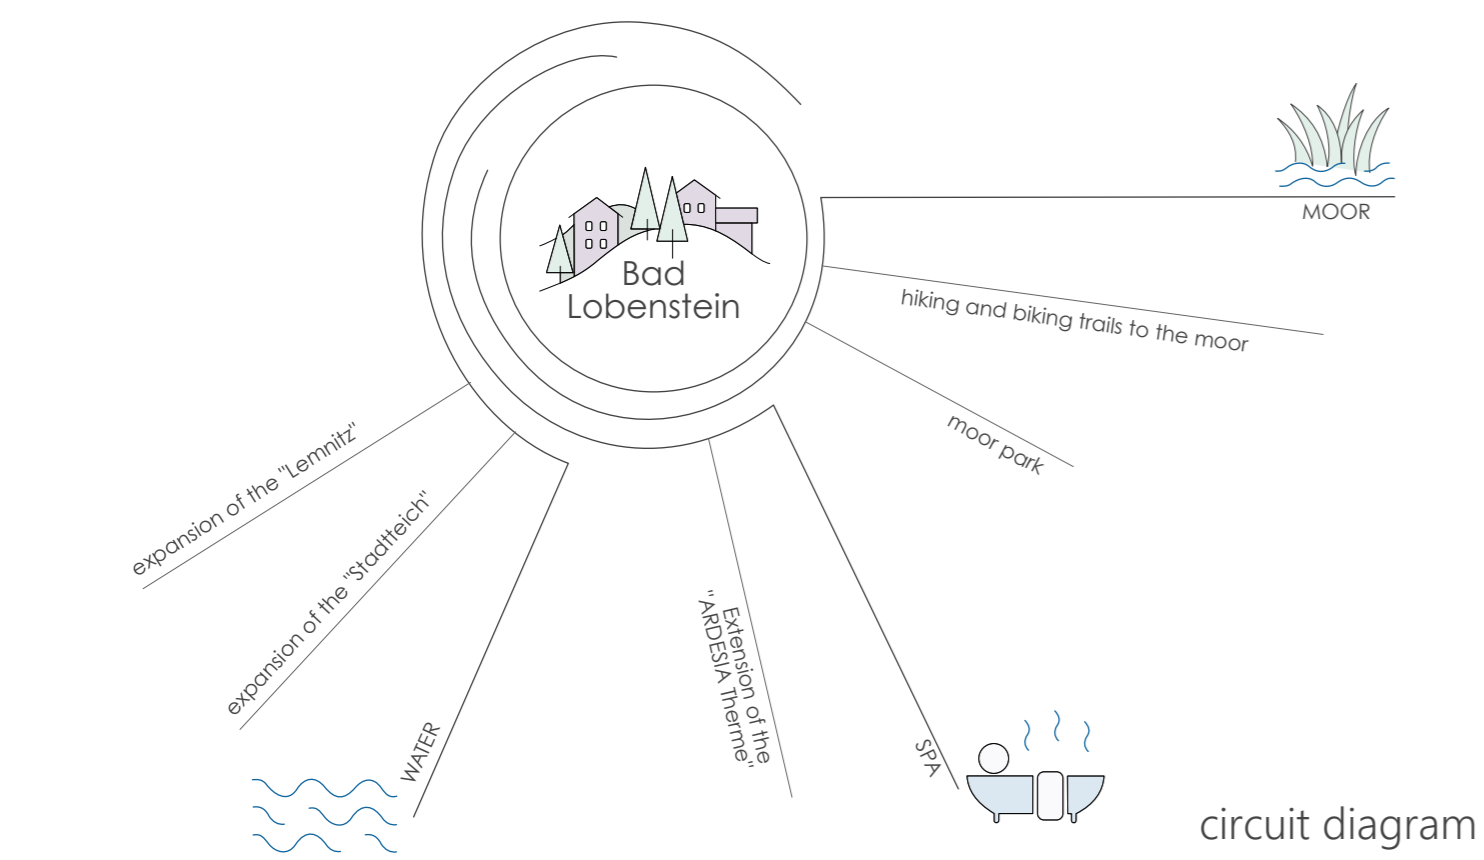 MOOR
Bad
Lobenstein
hiking and biking trails to the moor
moor park
expansion of the "Lemnitz"
expansion of the "Stadtteich"
Extension of the
"ARDESIA Therme"
WATER
SPA
circuit diagram